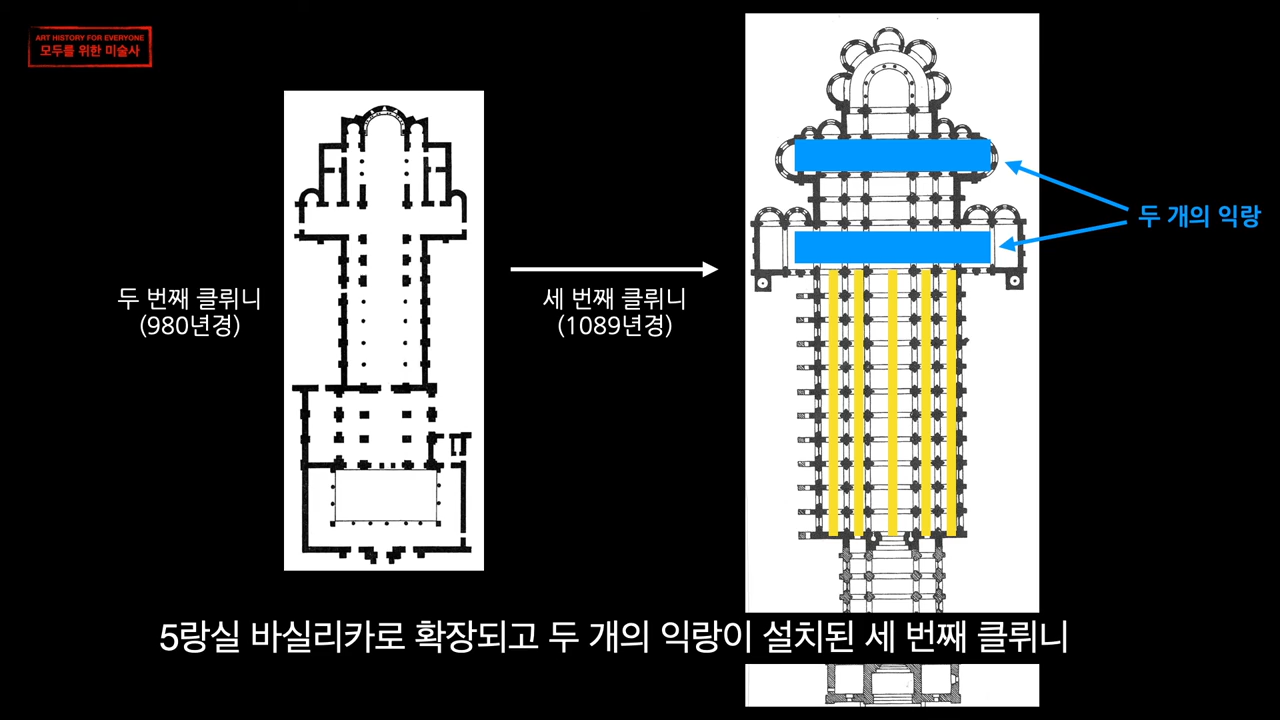 ART HISTORY FOR EVERYONE
모두를 위한 미술사
두 개의 익랑
두 번째 클뤼니
(980년경)
세 번째 클뤼니
(1089년경)
5랑실 바실리카로 확장되고 두 개의 익랑이 설치된 세 번째 클뤼니